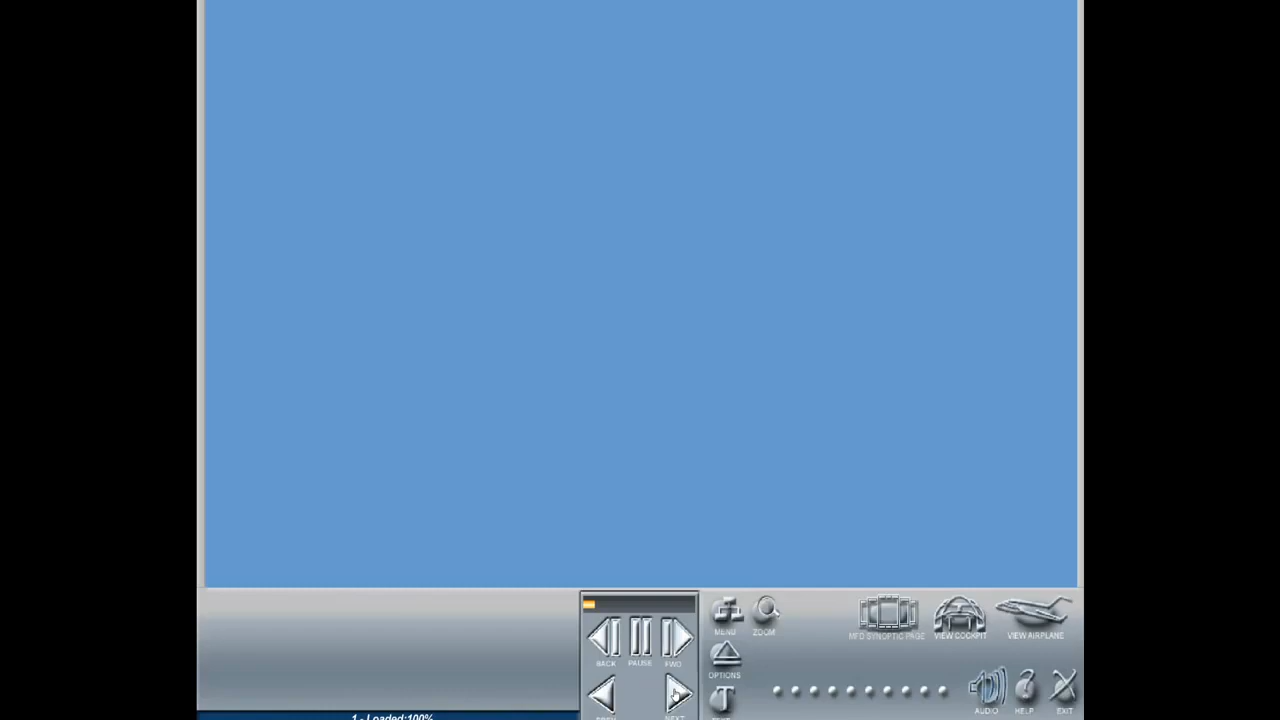 BACK PAUSE FWD
MENU ZOOM
OPTIONS
MFD SYNOPTIC PAGE VIEW COCKPIT VIEW AIRPLANE
AUDIO HELP EXIT
NEXT
1 - Loaded:100%